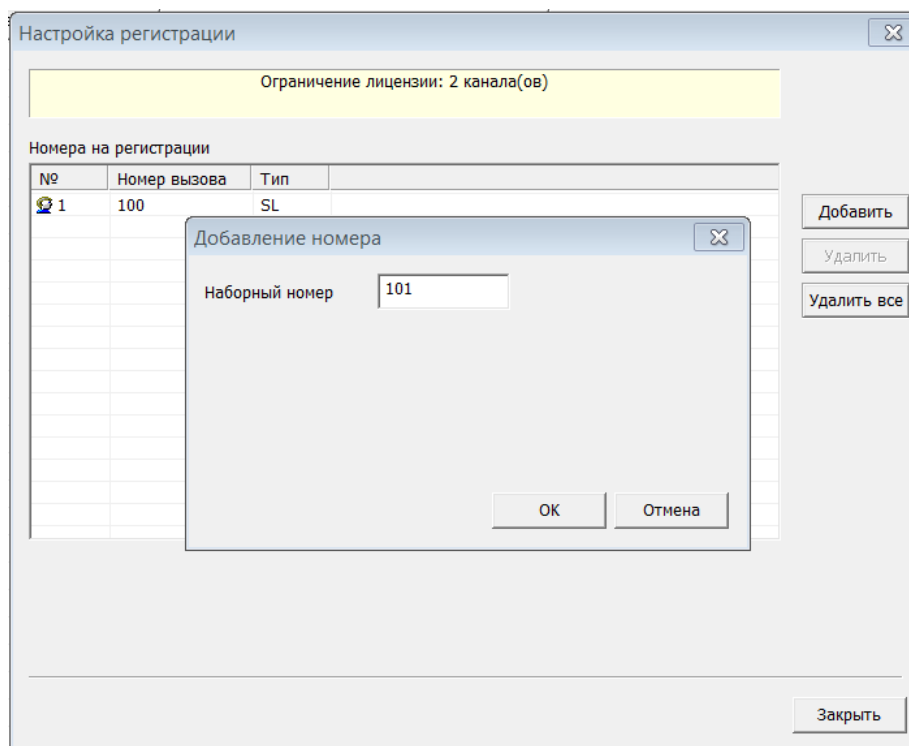 Настройка регистрации
Ограничение лицензии: 2 канала(ов)
Номера на регистрации
№ Номер вызова Тип
1 100 SL
Добавить
Удалить
Удалить все
Добавление номера
Наборный номер 101
OK Отмена
Закрыть